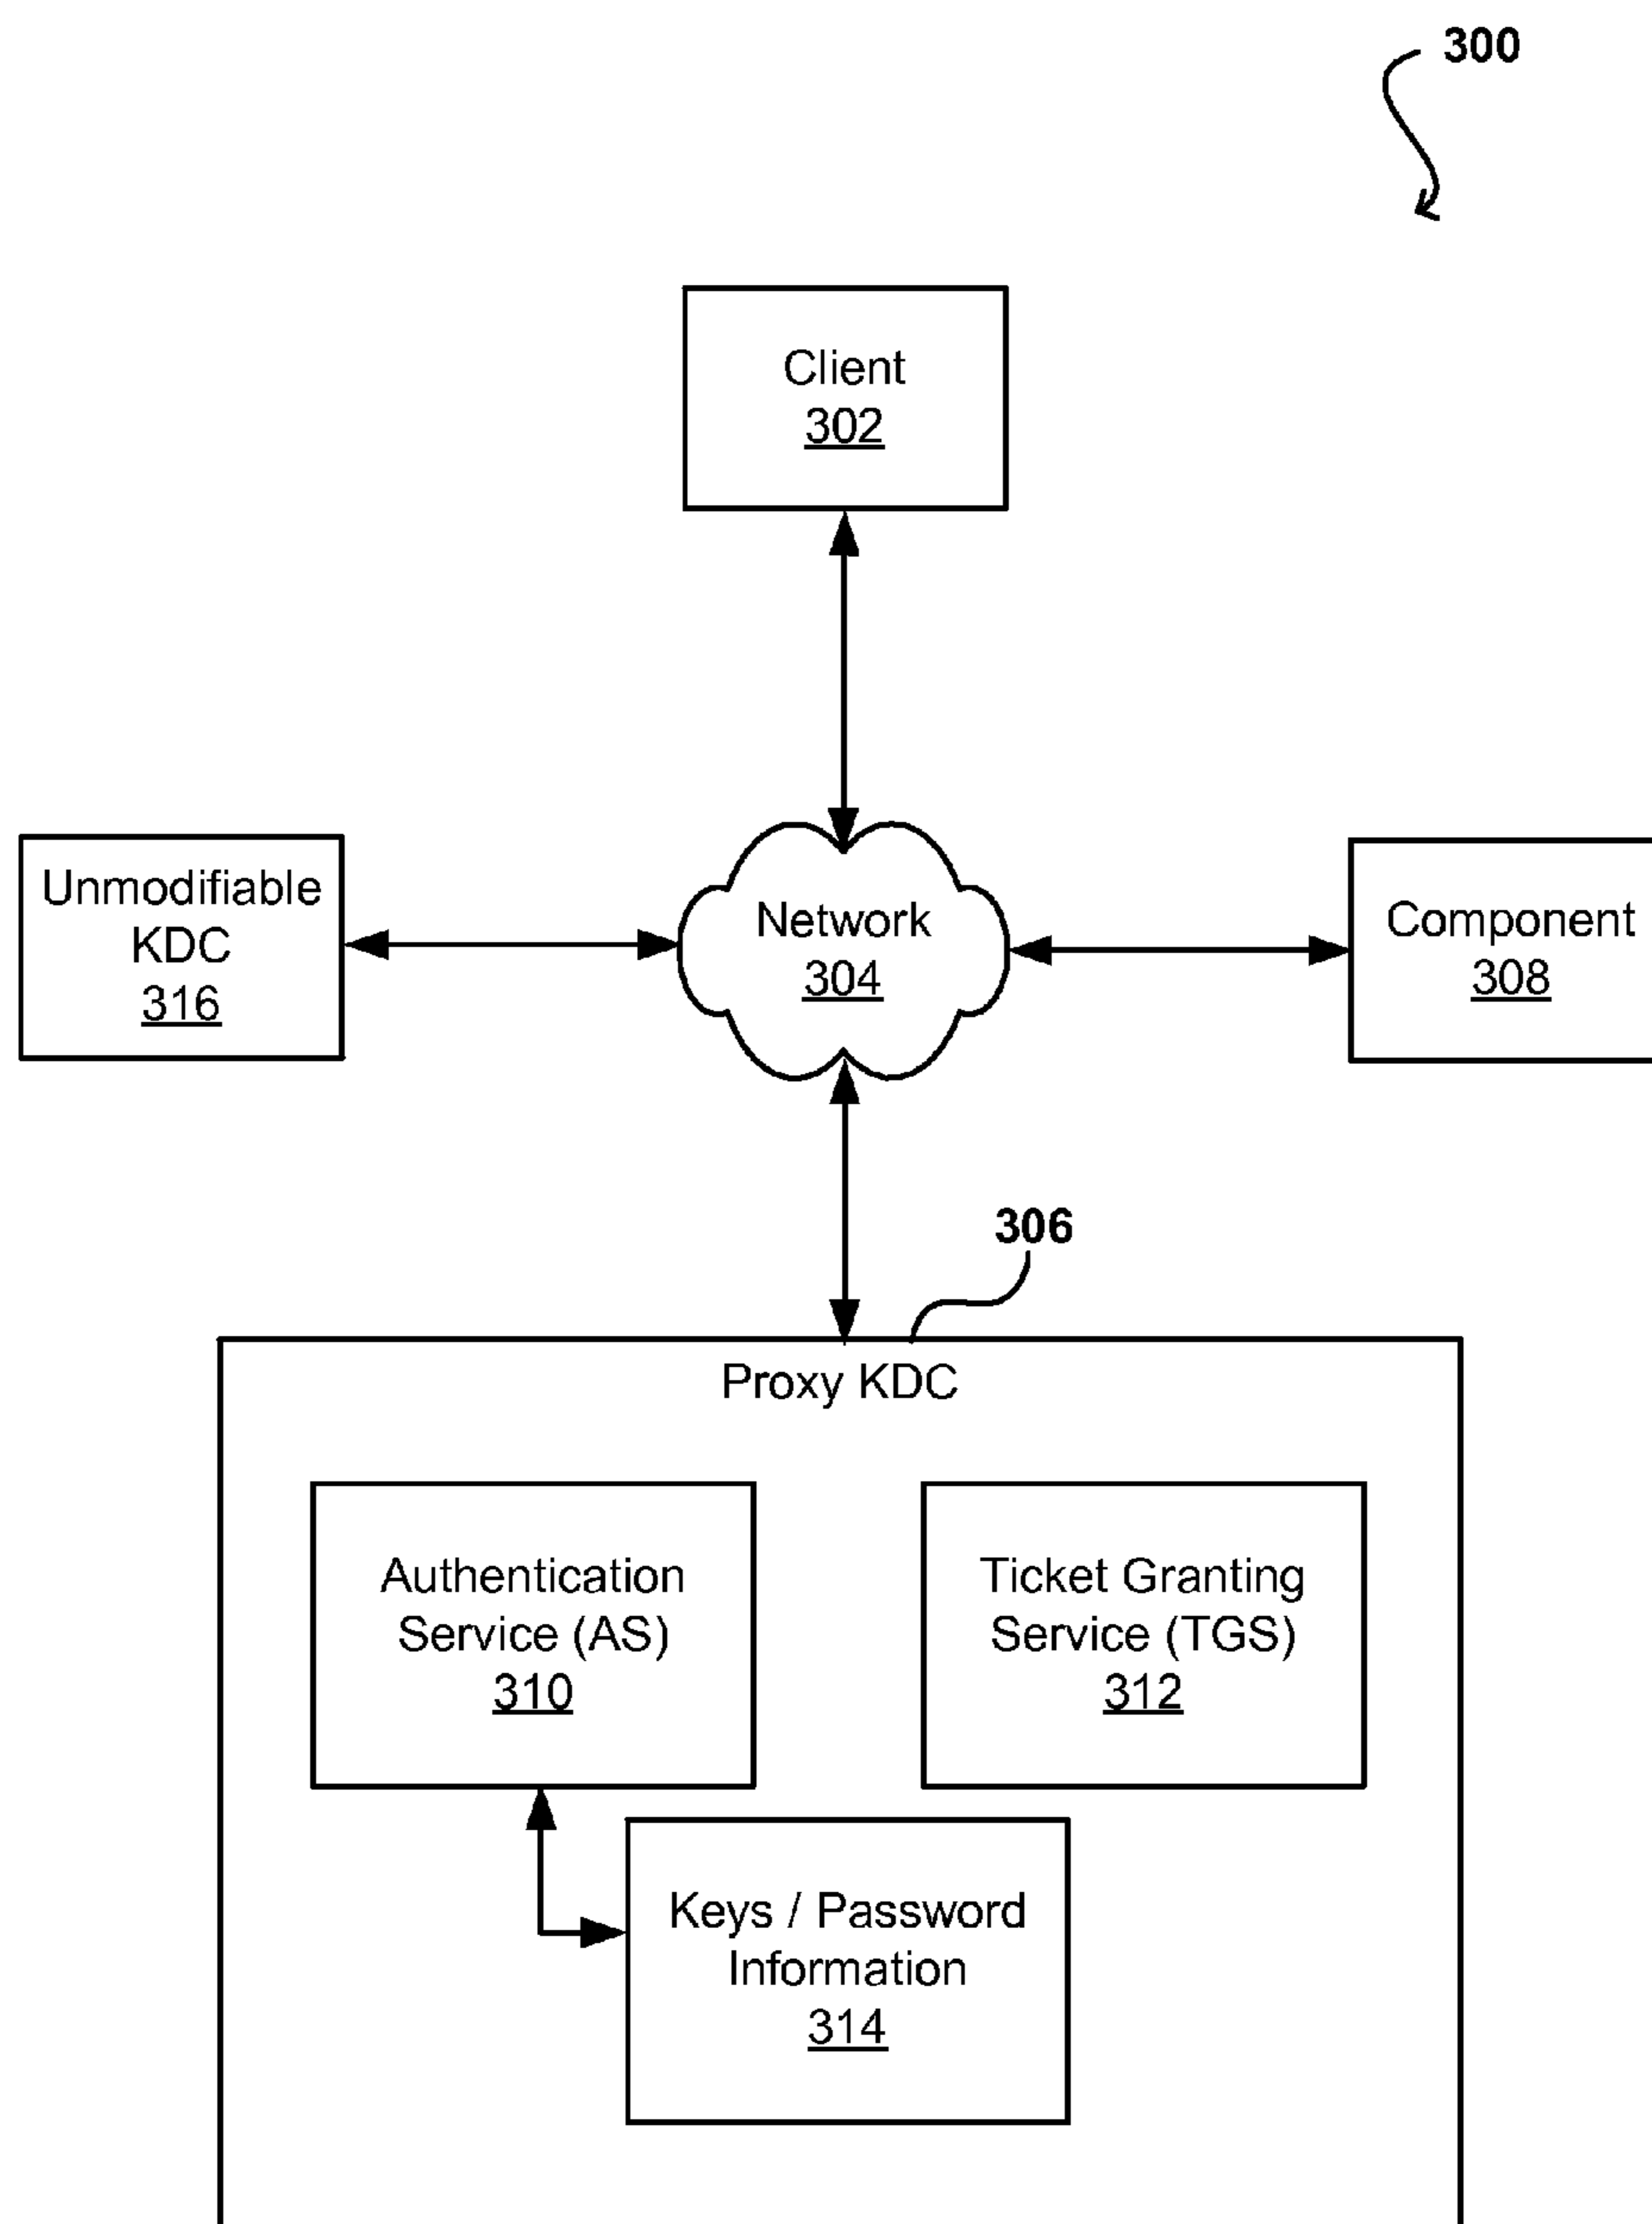 300
Client
302
Unmodifiable
KDC
316
Network
304
Component
308
306
Proxy KDC
Authentication
Service (AS)
310
Ticket Granting
Service (TGS)
312
Keys / Password
Information
314